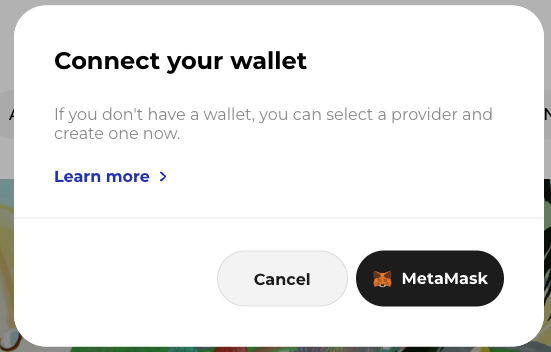 Connect your wallet
If you don't have a wallet, you can select a provider and
create one now.
Learn more
Cancel
MetaMask